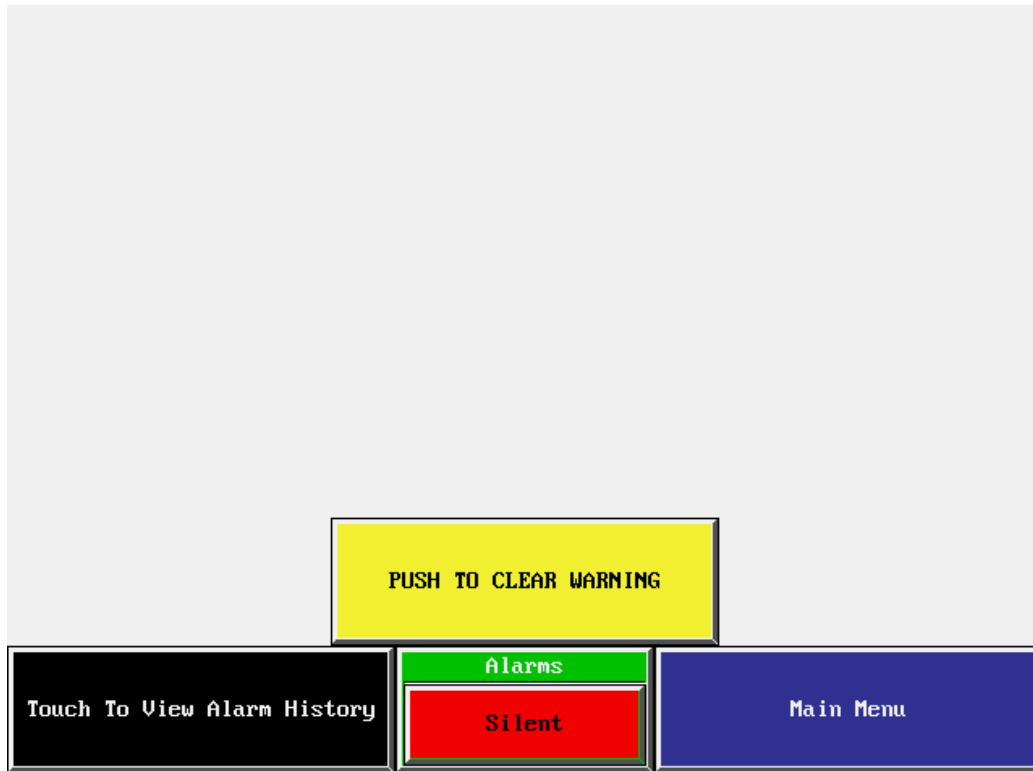 PUSH TO CLEAR WARNING
Touch To View Alarm History
Alarms
Silent
Main Menu